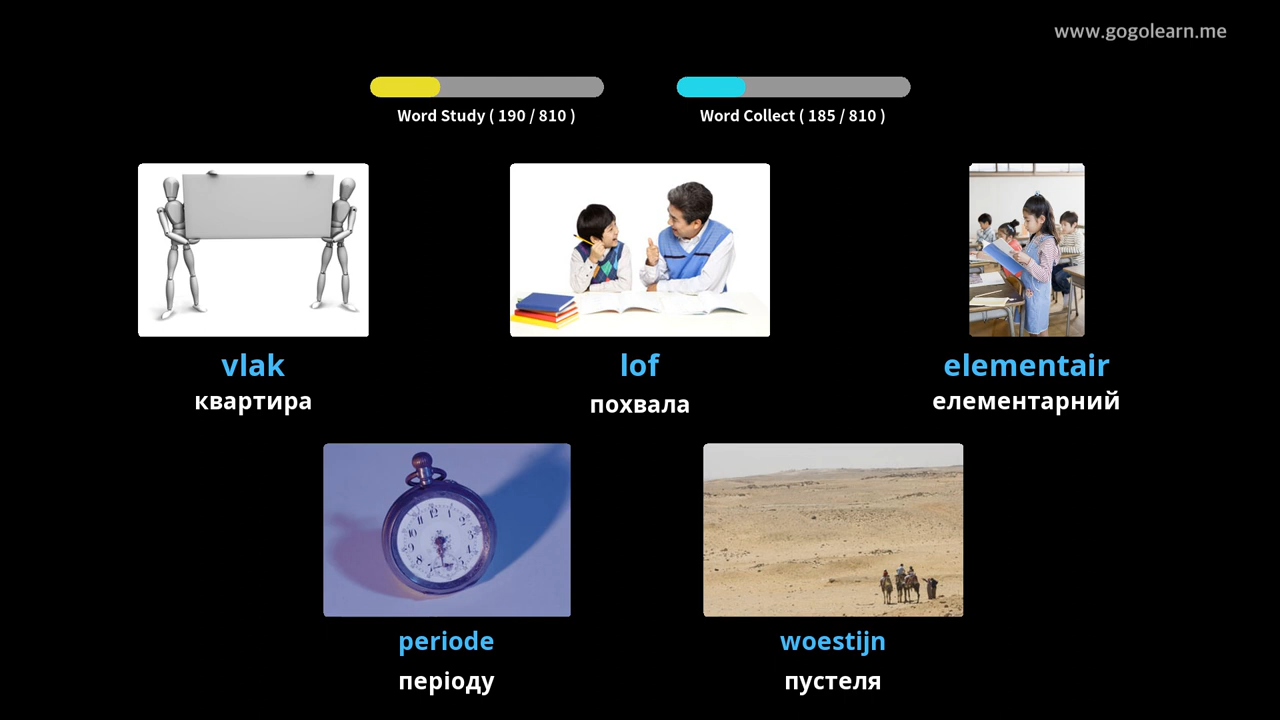 www.gogolearn.me
Word Study ( 190 / 810 )
Word Collect ( 185 / 810 )
vlak
квартира
lof
похвала
elementair
елементарний
periode
періоду
woestijn
пустеля